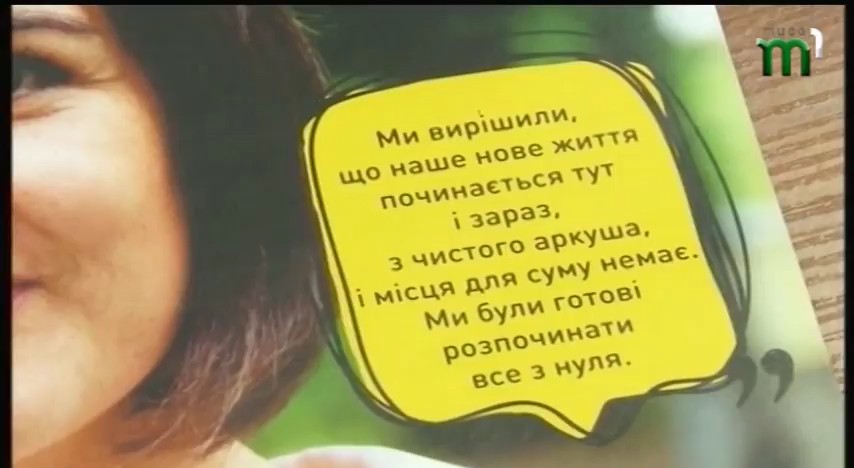 Ми вирішили,
що наше нове життя
починається тут
і зараз,
з чистого аркуша,
і місця для суму немає.
Ми були готові
розпочинати
все з нуля.
m1